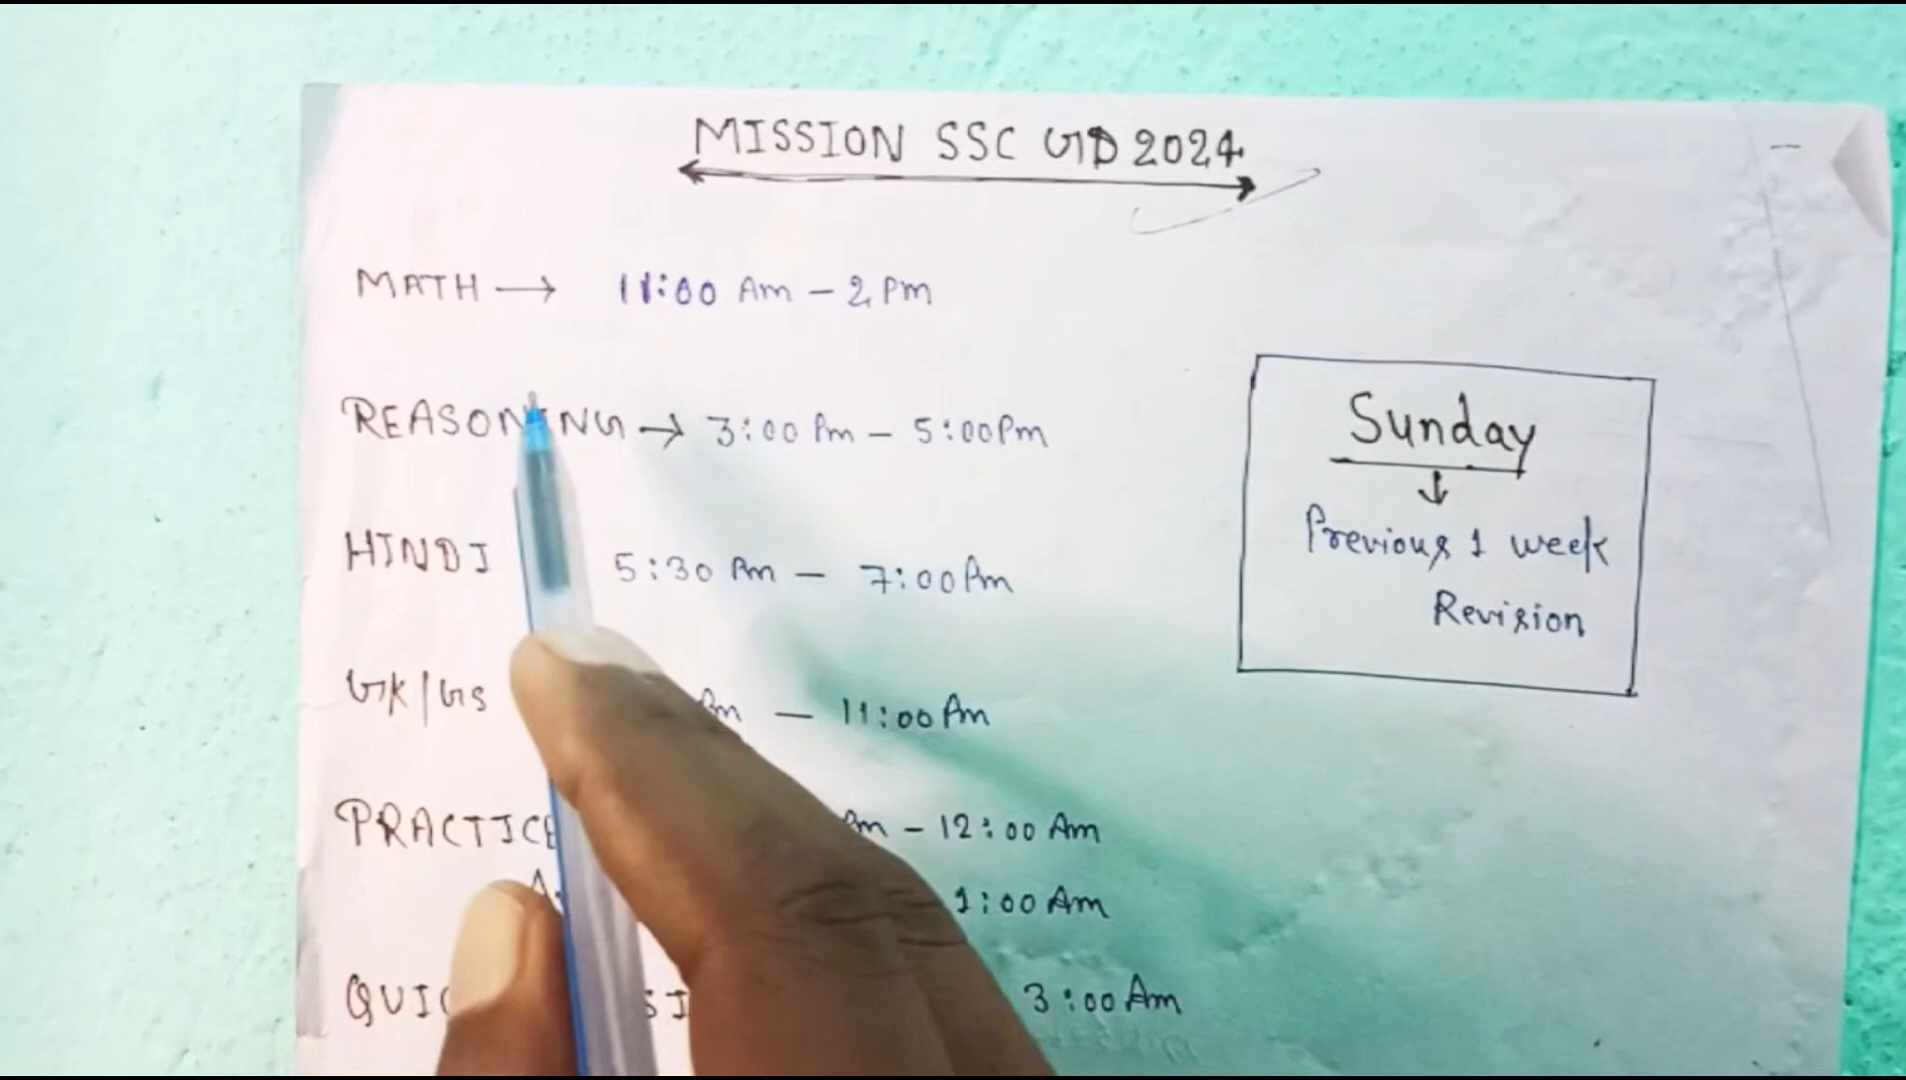 MISSION SSC GD 2024
MATH → 11:00 Am – 2 Pm
REASONING → 3:00 Pm – 5:00 Pm
HINDI 5:30 Pm – 7:00 Pm
GK/GS Pm – 11:00 Pm
PRACTICE Pm – 12:00 Am
1:00 Am
3:00 Am
Sunday
↓
Previous 1 week
Revision